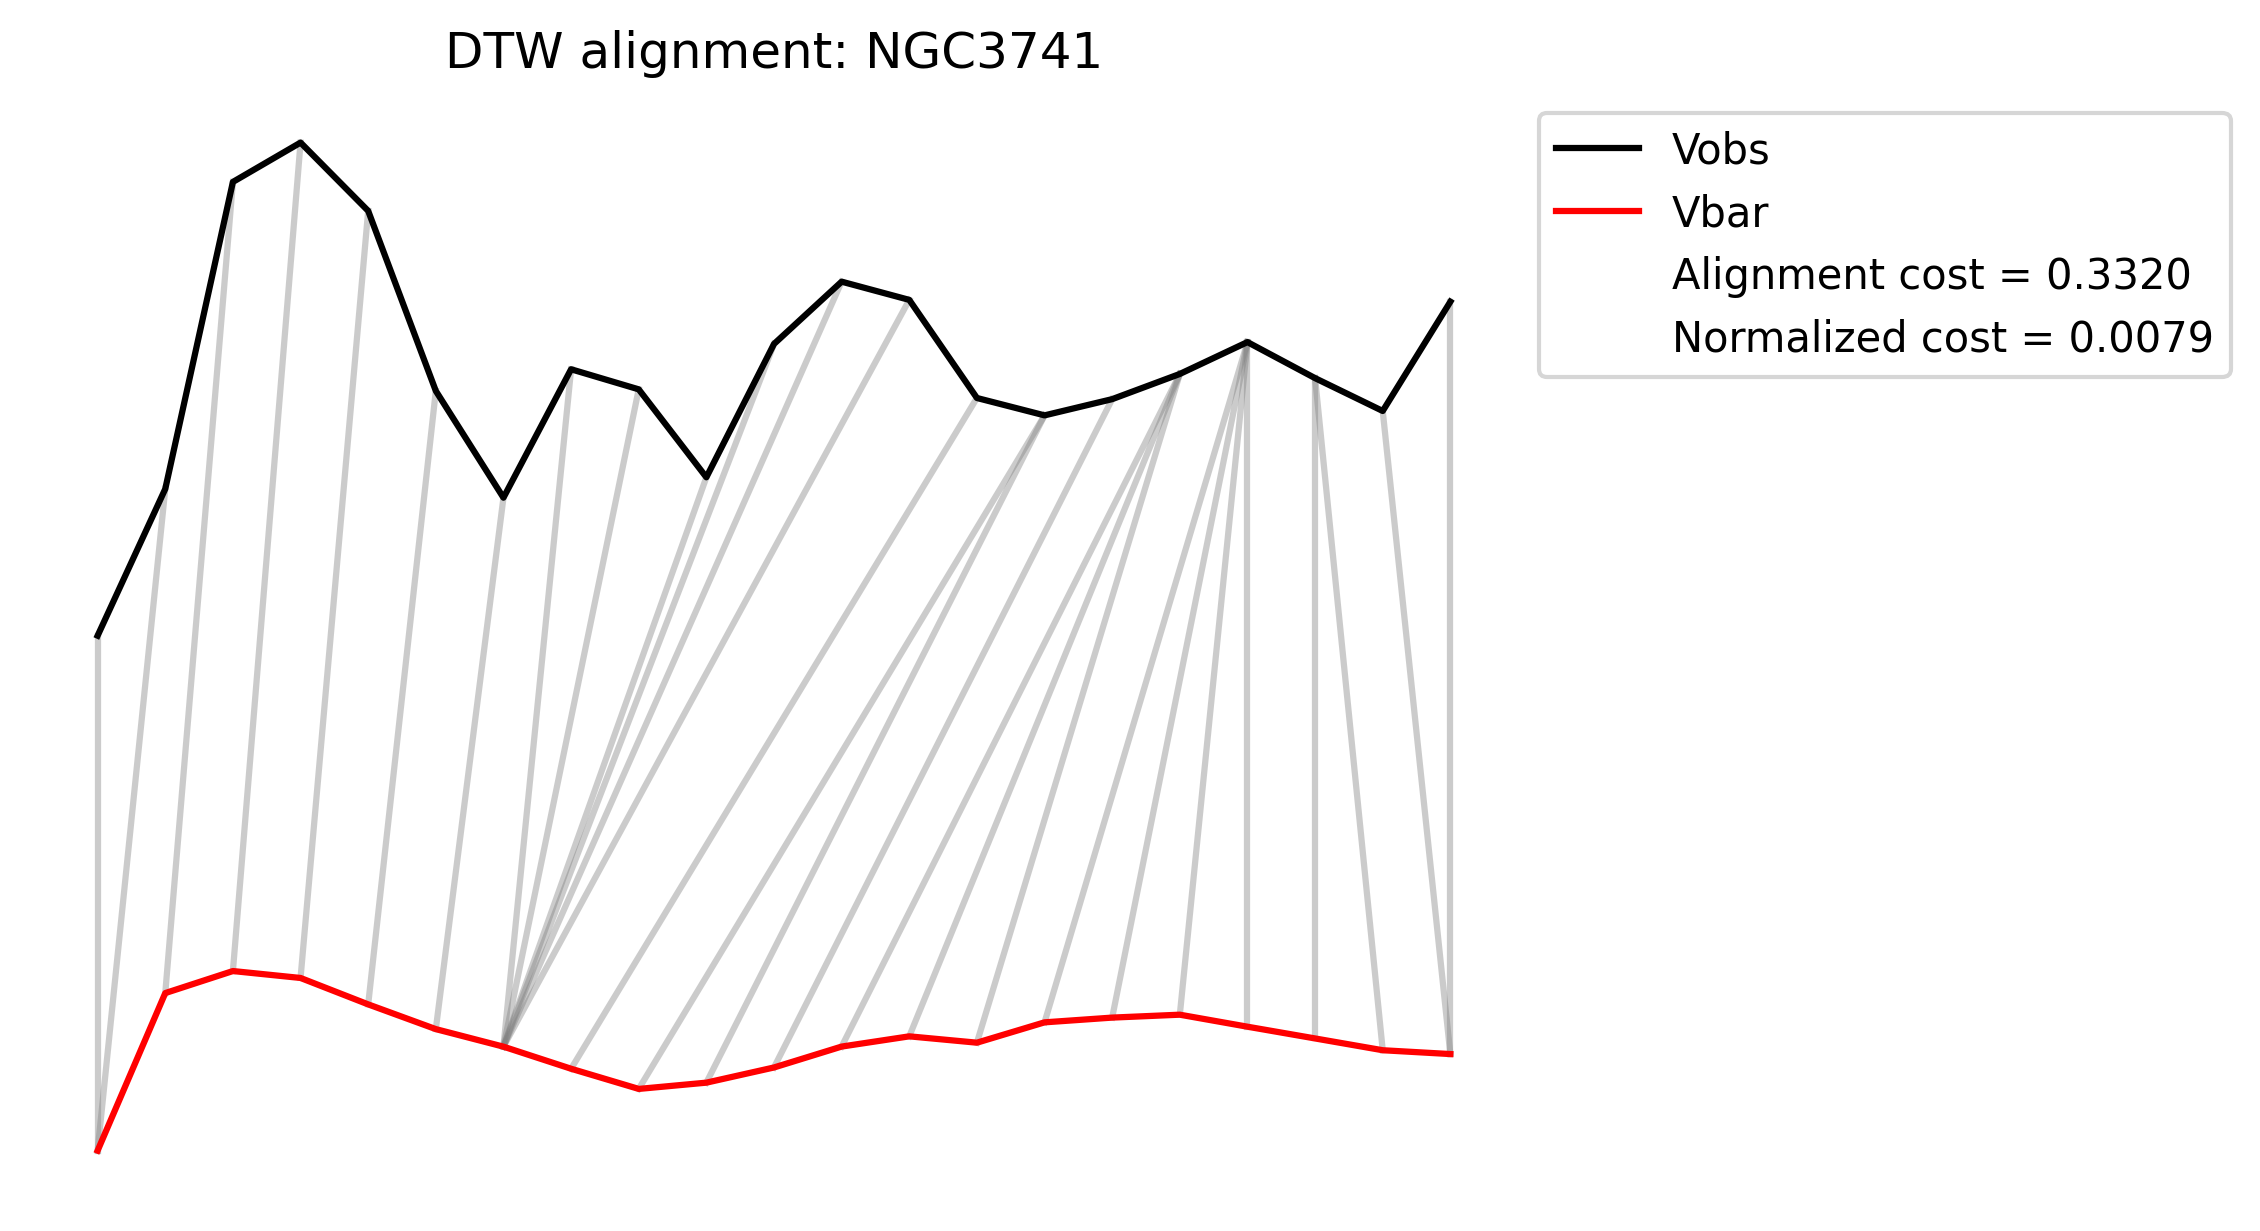 DTW alignment: NGC3741
Vobs
Vbar
Alignment cost = 0.3320
Normalized cost = 0.0079